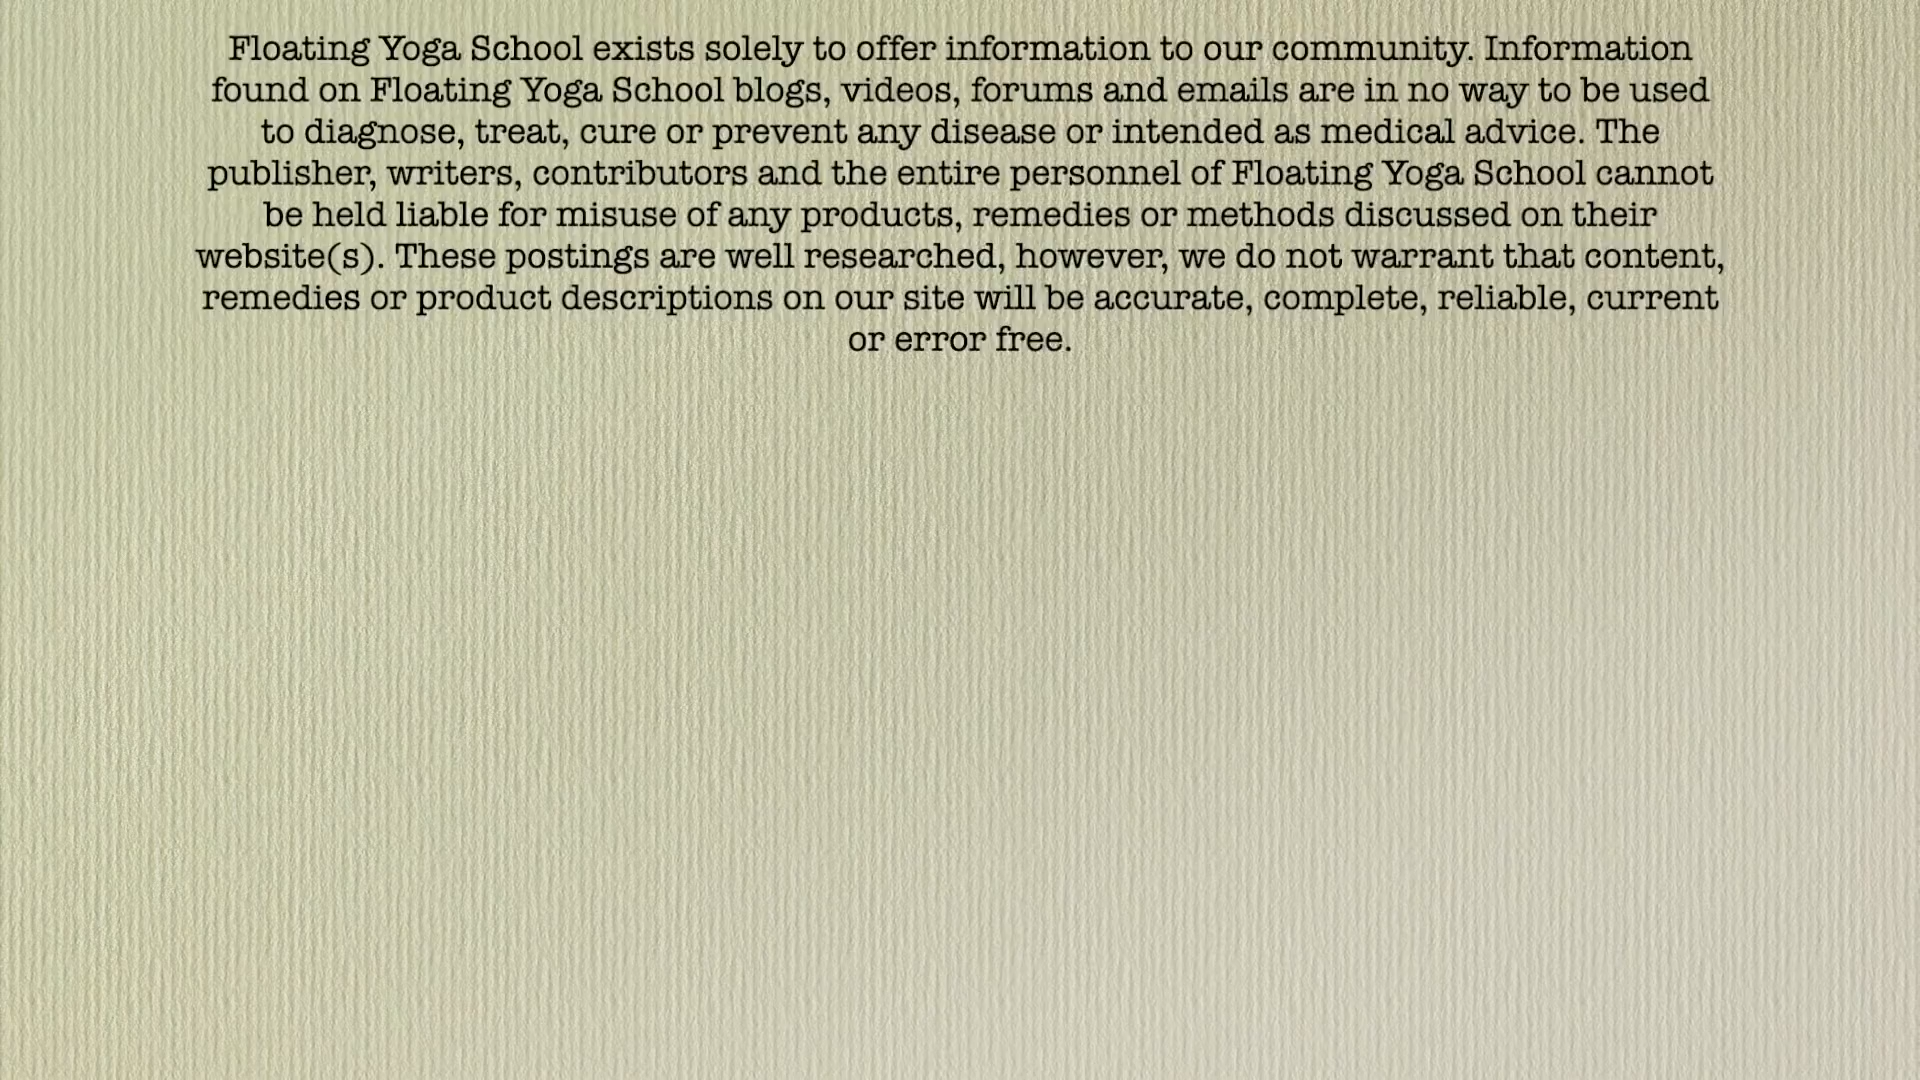 Floating Yoga School exists solely to offer information to our community. Information
found on Floating Yoga School blogs, videos, forums and emails are in no way to be used
to diagnose, treat, cure or prevent any disease or intended as medical advice. The
publisher, writers, contributors and the entire personnel of Floating Yoga School cannot
be held liable for misuse of any products, remedies or methods discussed on their
website(s). These postings are well researched, however, we do not warrant that content,
remedies or product descriptions on our site will be accurate, complete, reliable, current
or error free.